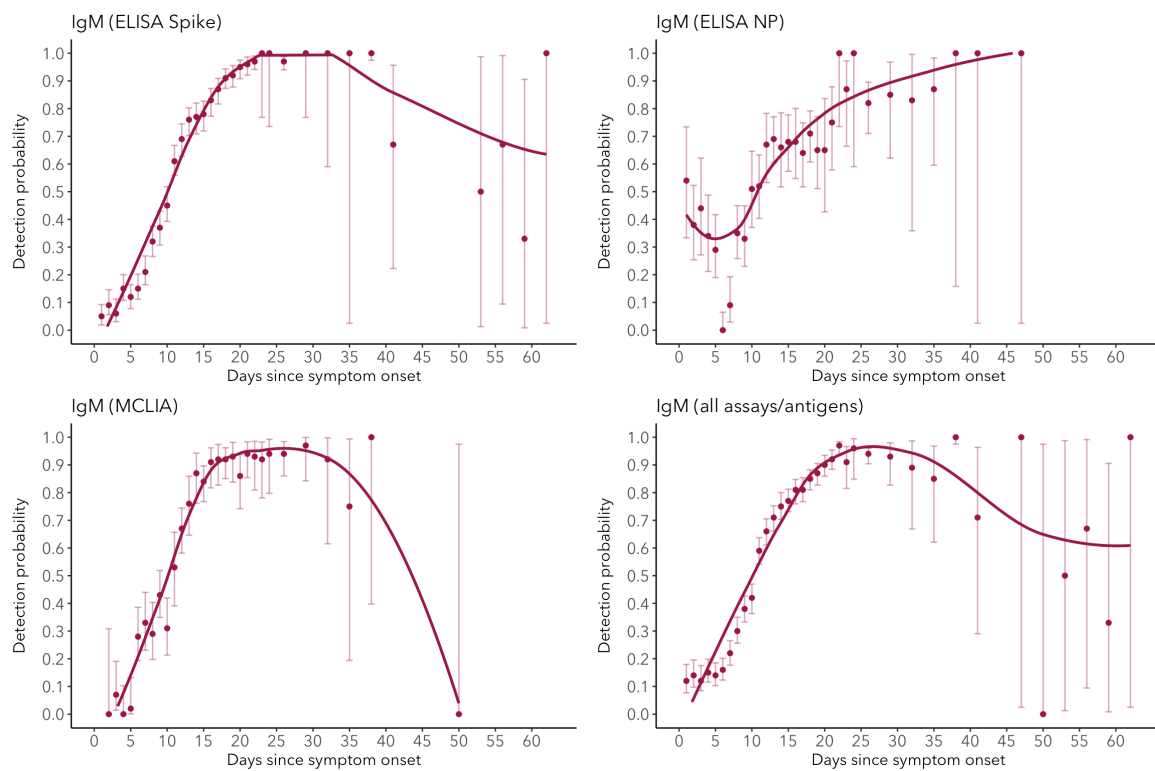 IgM (ELISA Spike)
1.0
0.9
0.8
0.7
0.6
0.5
0.4
0.3
0.2
0.1
0.0
Detection probability
0 5 10 15 20 25 30 35 40 45 50 55 60
Days since symptom onset
IgM (ELISA NP)
1.0
0.9
0.8
0.7
0.6
0.5
0.4
0.3
0.2
0.1
0.0
Detection probability
0 5 10 15 20 25 30 35 40 45 50 55 60
Days since symptom onset
IgM (MCLIA)
1.0
0.9
0.8
0.7
0.6
0.5
0.4
0.3
0.2
0.1
0.0
Detection probability
0 5 10 15 20 25 30 35 40 45 50 55 60
Days since symptom onset
IgM (all assays/antigens)
1.0
0.9
0.8
0.7
0.6
0.5
0.4
0.3
0.2
0.1
0.0
Detection probability
0 5 10 15 20 25 30 35 40 45 50 55 60
Days since symptom onset